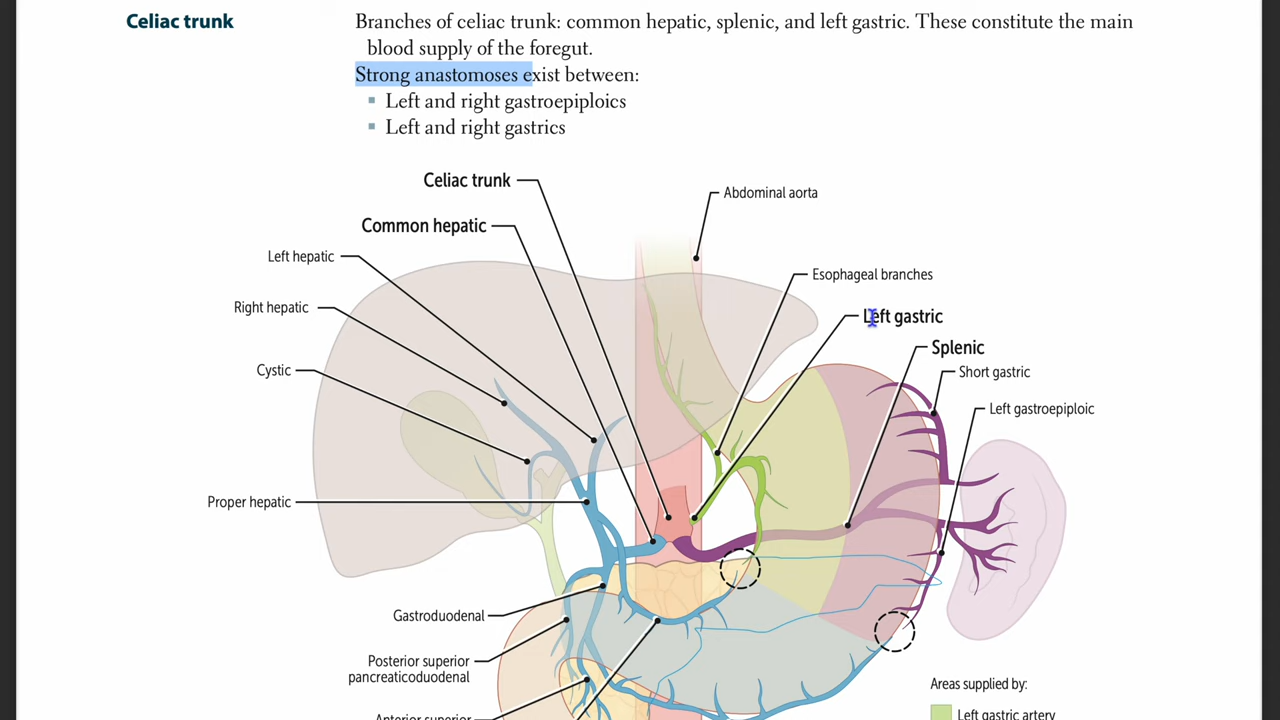 Celiac trunk
Branches of celiac trunk: common hepatic, splenic, and left gastric. These constitute the main
blood supply of the foregut.
Strong anastomoses exist between:
Left and right gastroepiploics
Left and right gastrics
Celiac trunk
Abdominal aorta
Common hepatic
Left hepatic
Esophageal branches
Right hepatic
Left gastric
Splenic
Cystic
Short gastric
Left gastroepiploic
Proper hepatic
Gastroduodenal
Posterior superior
pancreaticoduodenal
Areas supplied by:
Left gastric artery
Anterior superior